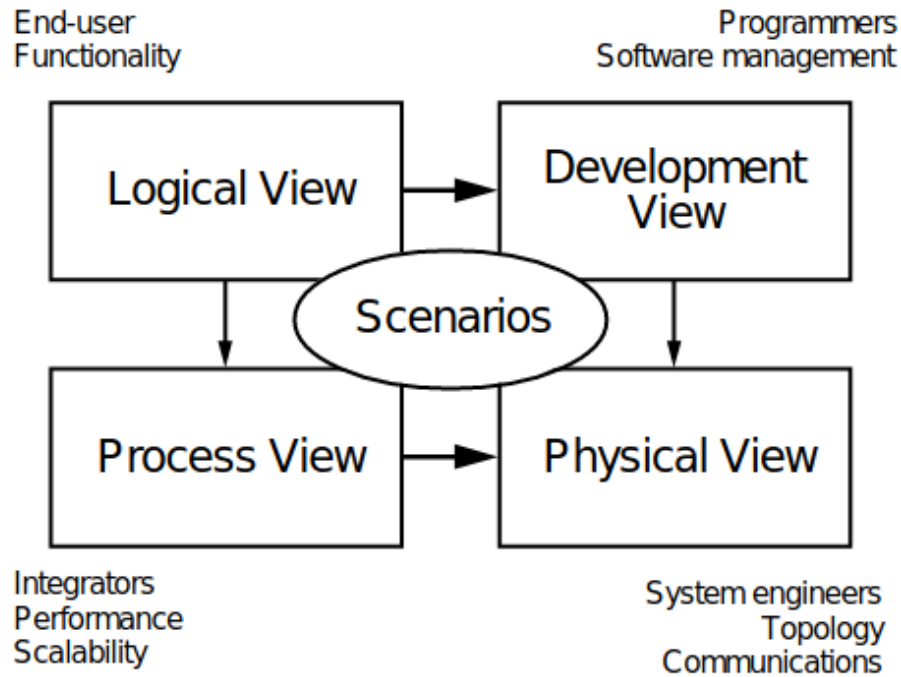 End-user
Functionality
Programmers
Software management
Logical View
Development
View
Scenarios
Process View
Physical View
Integrators
Performance
Scalability
System engineers
Topology
Communications